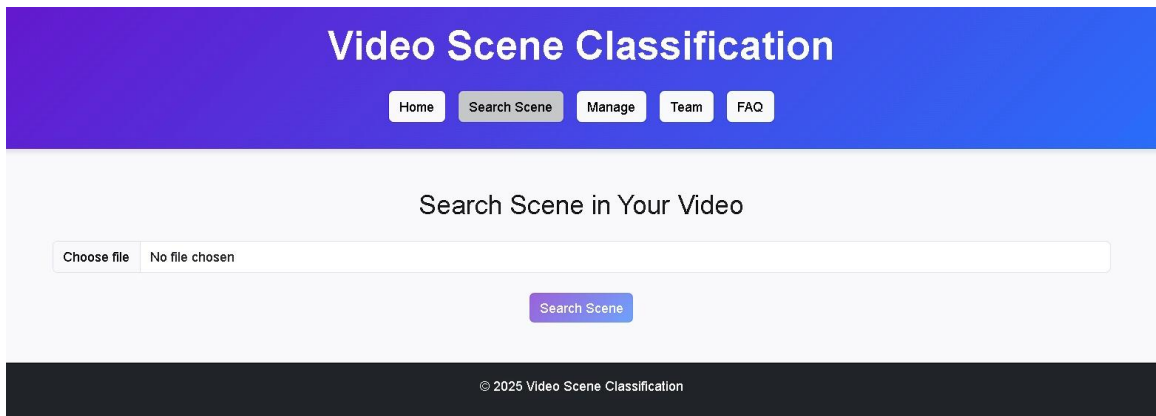 Video Scene Classification
Home Search Scene Manage Team FAQ
Search Scene in Your Video
Choose file No file chosen
Search Scene
© 2025 Video Scene Classification